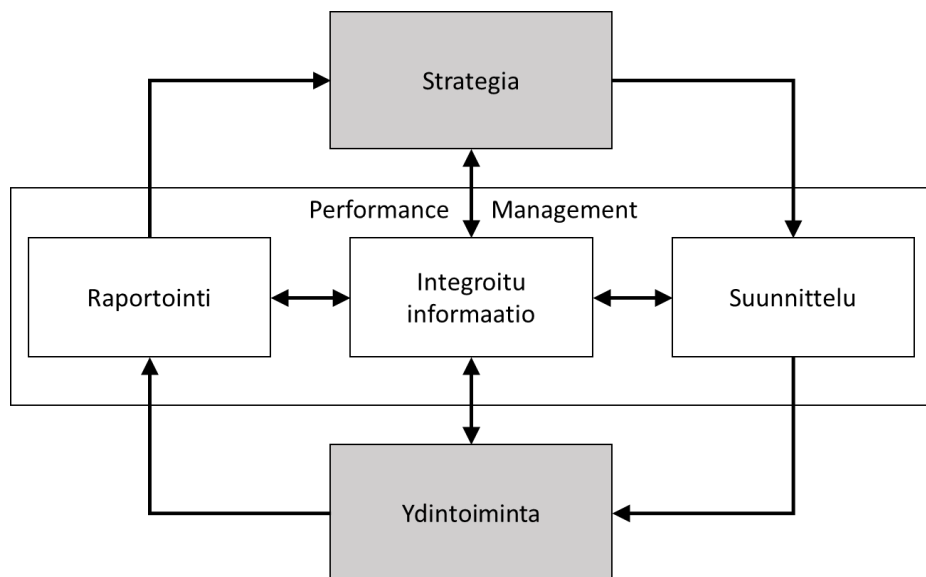 Strategia
Performance Management
Raportointi
Integroitu
informaatio
Suunnittelu
Ydintoiminta